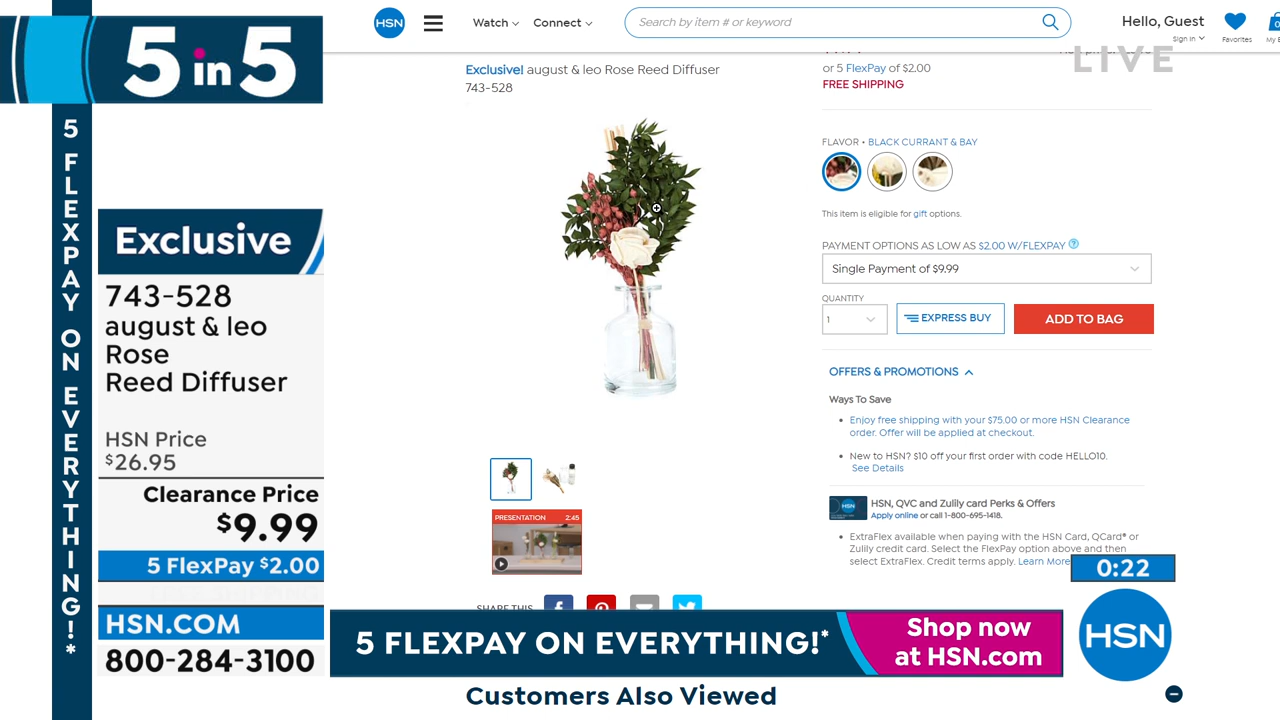 5 in 5
5 FLEXPAY ON EVERYTHING!*
Exclusive
743-528
august & leo
Rose
Reed Diffuser
HSN Price
$26.95
Clearance Price
$9.99
5 FlexPay $2.00
HSN.COM
800-284-3100
HSN
Watch
Connect
Search by item # or keyword
Hello, Guest
Sign In
Favorites
LIVE
Exclusive! august & leo Rose Reed Diffuser
743-528
or 5 FlexPay of $2.00
FREE SHIPPING
FLAVOR • BLACK CURRANT & BAY
This item is eligible for gift options.
PAYMENT OPTIONS AS LOW AS $2.00 W/FLEXPAY ?
Single Payment of $9.99
QUANTITY
1
EXPRESS BUY
ADD TO BAG
OFFERS & PROMOTIONS
Ways To Save
• Enjoy free shipping with your $75.00 or more HSN Clearance
order. Offer will be applied at checkout.
• New to HSN? $10 off your first order with code HELLO10.
See Details
HSN, QVC and Zulily card Perks & Offers
Apply online or call 1-800-695-1418.
• ExtraFlex available when paying with the HSN Card, QCard® or
Zulily credit card. Select the FlexPay option above and then
select ExtraFlex. Credit terms apply. Learn More
PRESENTATION 2:45
SHARE THIS
0:22
5 FLEXPAY ON EVERYTHING!*
Shop now
at HSN.com
HSN
Customers Also Viewed